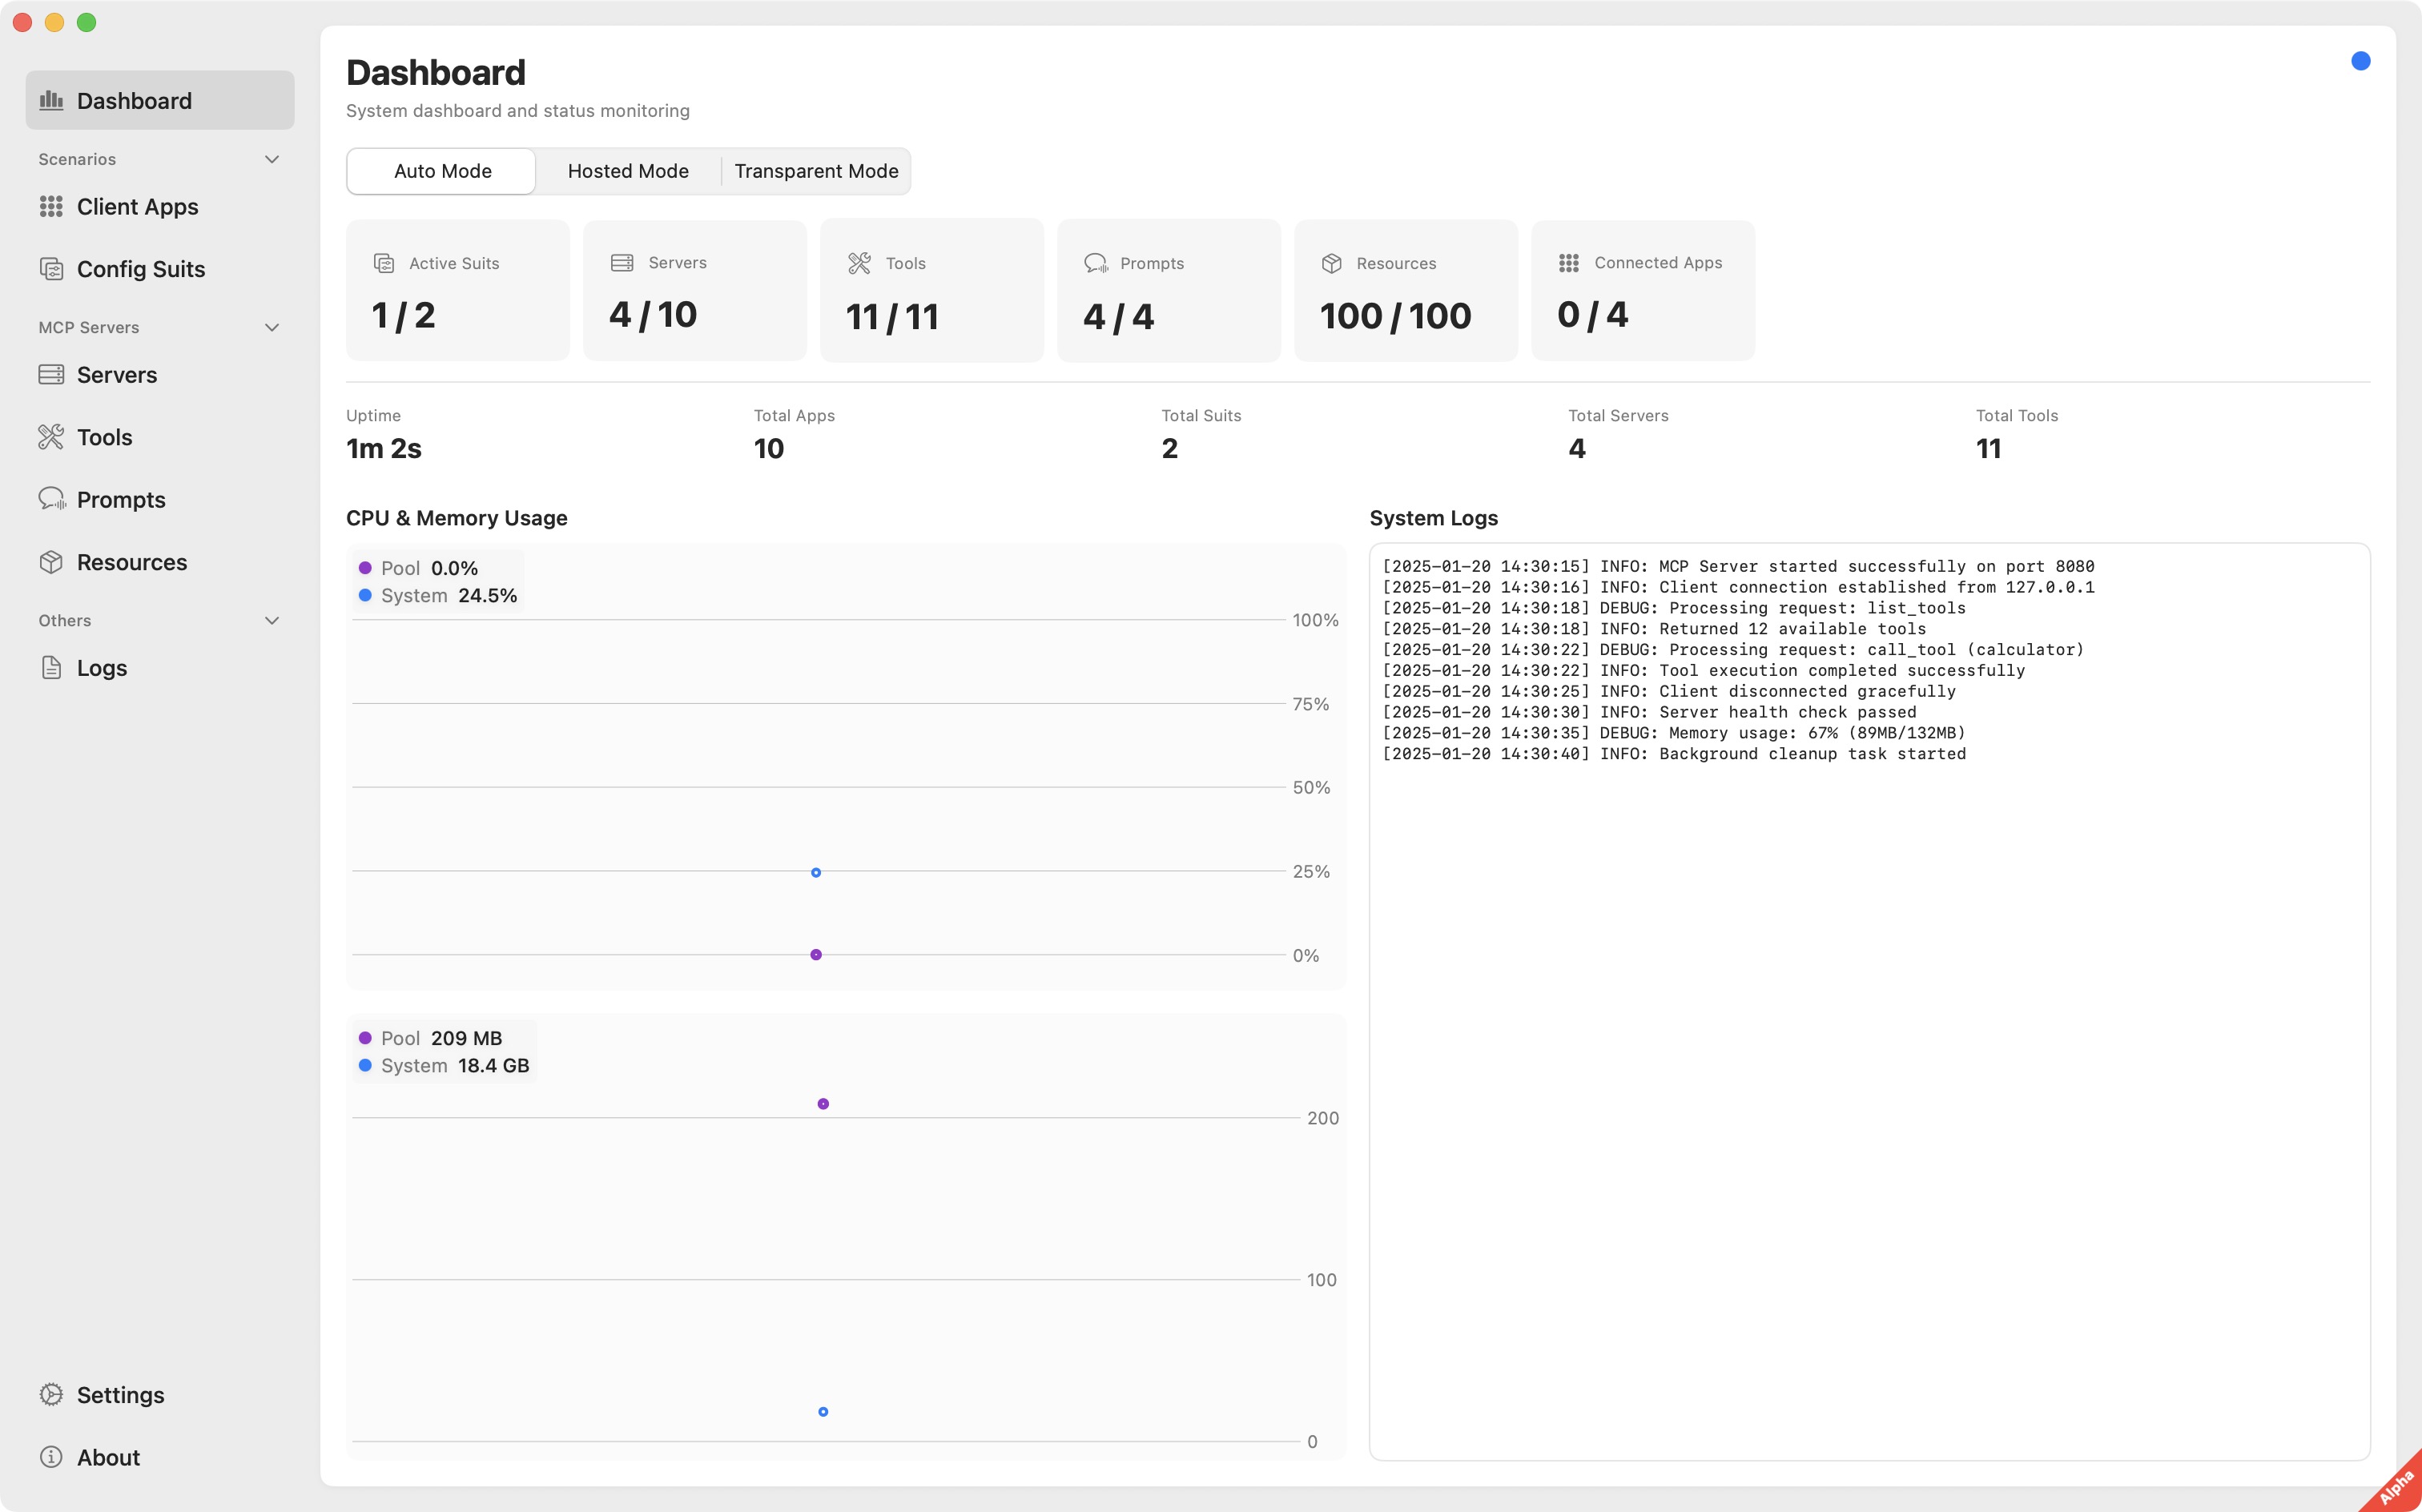 Dashboard
Scenarios
Client Apps
Config Suits
MCP Servers
Servers
Tools
Prompts
Resources
Others
Logs
Settings
About
Dashboard
System dashboard and status monitoring
Auto Mode Hosted Mode Transparent Mode
Active Suits
1 / 2
Servers
4 / 10
Tools
11 / 11
Prompts
4 / 4
Resources
100 / 100
Connected Apps
0 / 4
Uptime
1m 2s
Total Apps
10
Total Suits
2
Total Servers
4
Total Tools
11
CPU & Memory Usage
Pool 0.0%
System 24.5%
100%
75%
50%
25%
0%
Pool 209 MB
System 18.4 GB
200
100
0
System Logs
[2025-01-20 14:30:15] INFO: MCP Server started successfully on port 8080
[2025-01-20 14:30:16] INFO: Client connection established from 127.0.0.1
[2025-01-20 14:30:18] DEBUG: Processing request: list_tools
[2025-01-20 14:30:18] INFO: Returned 12 available tools
[2025-01-20 14:30:22] DEBUG: Processing request: call_tool (calculator)
[2025-01-20 14:30:22] INFO: Tool execution completed successfully
[2025-01-20 14:30:25] INFO: Client disconnected gracefully
[2025-01-20 14:30:30] INFO: Server health check passed
[2025-01-20 14:30:35] DEBUG: Memory usage: 67% (89MB/132MB)
[2025-01-20 14:30:40] INFO: Background cleanup task started
Alpha